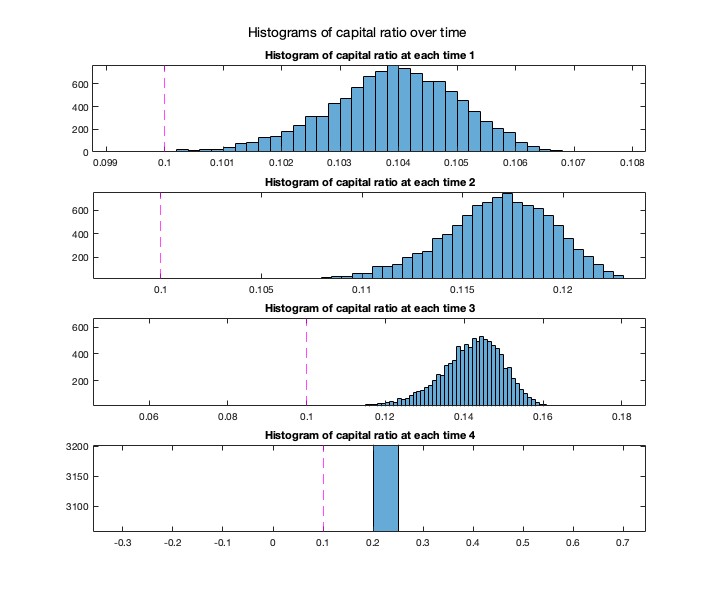 Histograms of capital ratio over time
Histogram of capital ratio at each time 1
600
400
200
0
0.099 0.1 0.101 0.102 0.103 0.104 0.105 0.106 0.107 0.108
Histogram of capital ratio at each time 2
600
400
200
0.1 0.105 0.11 0.115 0.12
Histogram of capital ratio at each time 3
600
400
200
0.06 0.08 0.1 0.12 0.14 0.16 0.18
Histogram of capital ratio at each time 4
3200
3150
3100
-0.3 -0.2 -0.1 0 0.1 0.2 0.3 0.4 0.5 0.6 0.7